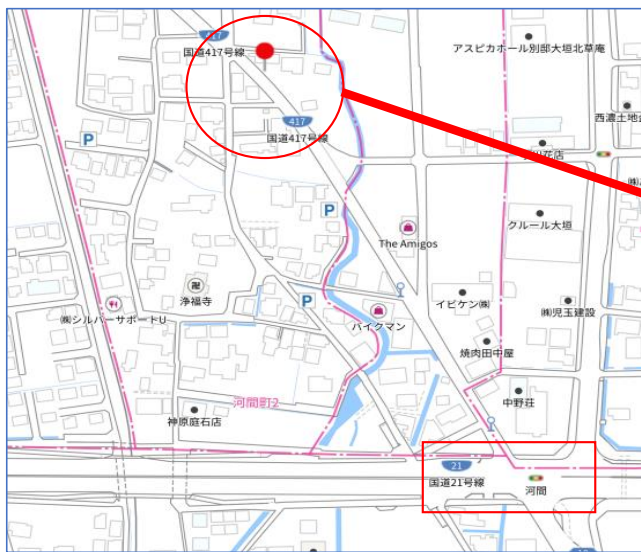 417
国道417号線
アスピカホール別邸大垣北草庵
西濃土地
417
国道417号線
P
花店
P
クルール大垣
The Amigos
浄福寺
P
イビケン㈱
㈱児玉建設
㈱シルバーサポートU
バイクマン
焼肉田中屋
河間町2
中野荘
神原庭石店
21
国道21号線
河間